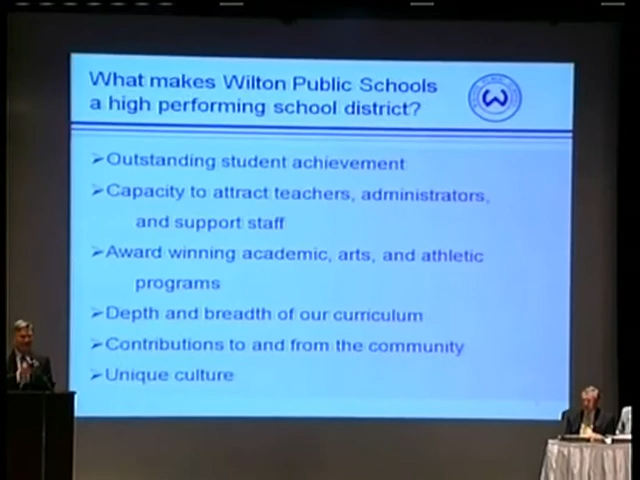 What makes Wilton Public Schools
a high performing school district?
➢Outstanding student achievement
➢Capacity to attract teachers, administrators,
and support staff
➢Award winning academic, arts, and athletic
programs
➢Depth and breadth of our curriculum
➢Contributions to and from the community
➢Unique culture